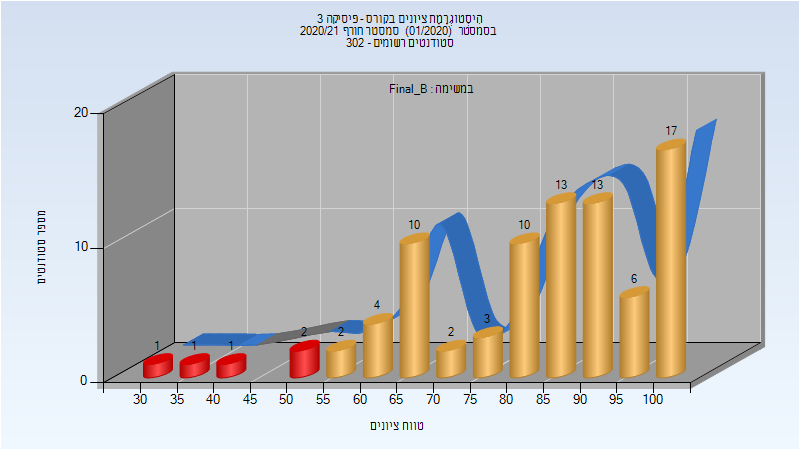 היסטוגרמת ציונים בקורס - פיסיקה 3
בסמסטר (01/2020) סמסטר חורף 2020/21
סטודנטים רשומים - 302
במשימה : Final_B
מספר סטודנטים
20
10
0
1
1
1
2
2
4
10
2
3
10
13
13
6
17
30 35 40 45 50 55 60 65 70 75 80 85 90 95 100
טווח ציונים